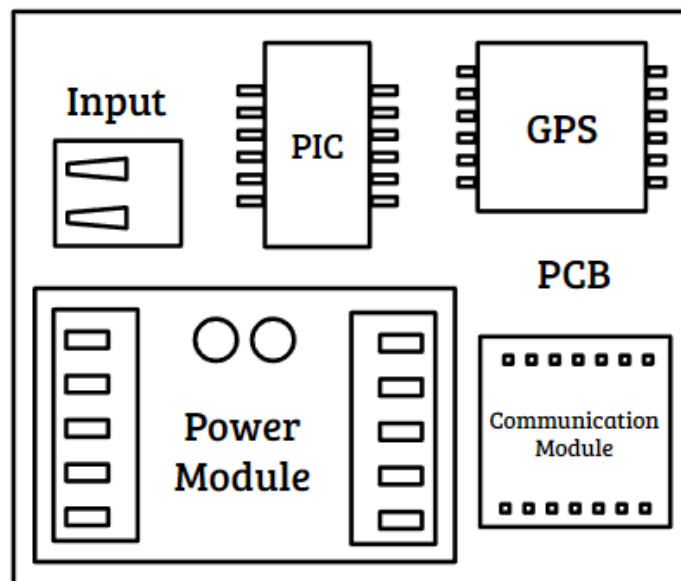 Input
PIC
GPS
PCB
Power
Module
Communication
Module